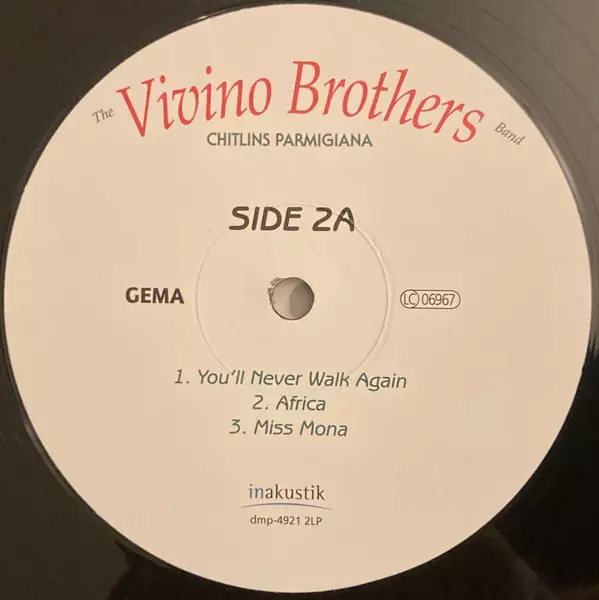 The Vivino Brothers Band
CHITLINS PARMIGIANA
SIDE 2A
GEMA
LC 06967
1. You'll Never Walk Again
2. Africa
3. Miss Mona
inakustik
dmp-4921 2LP